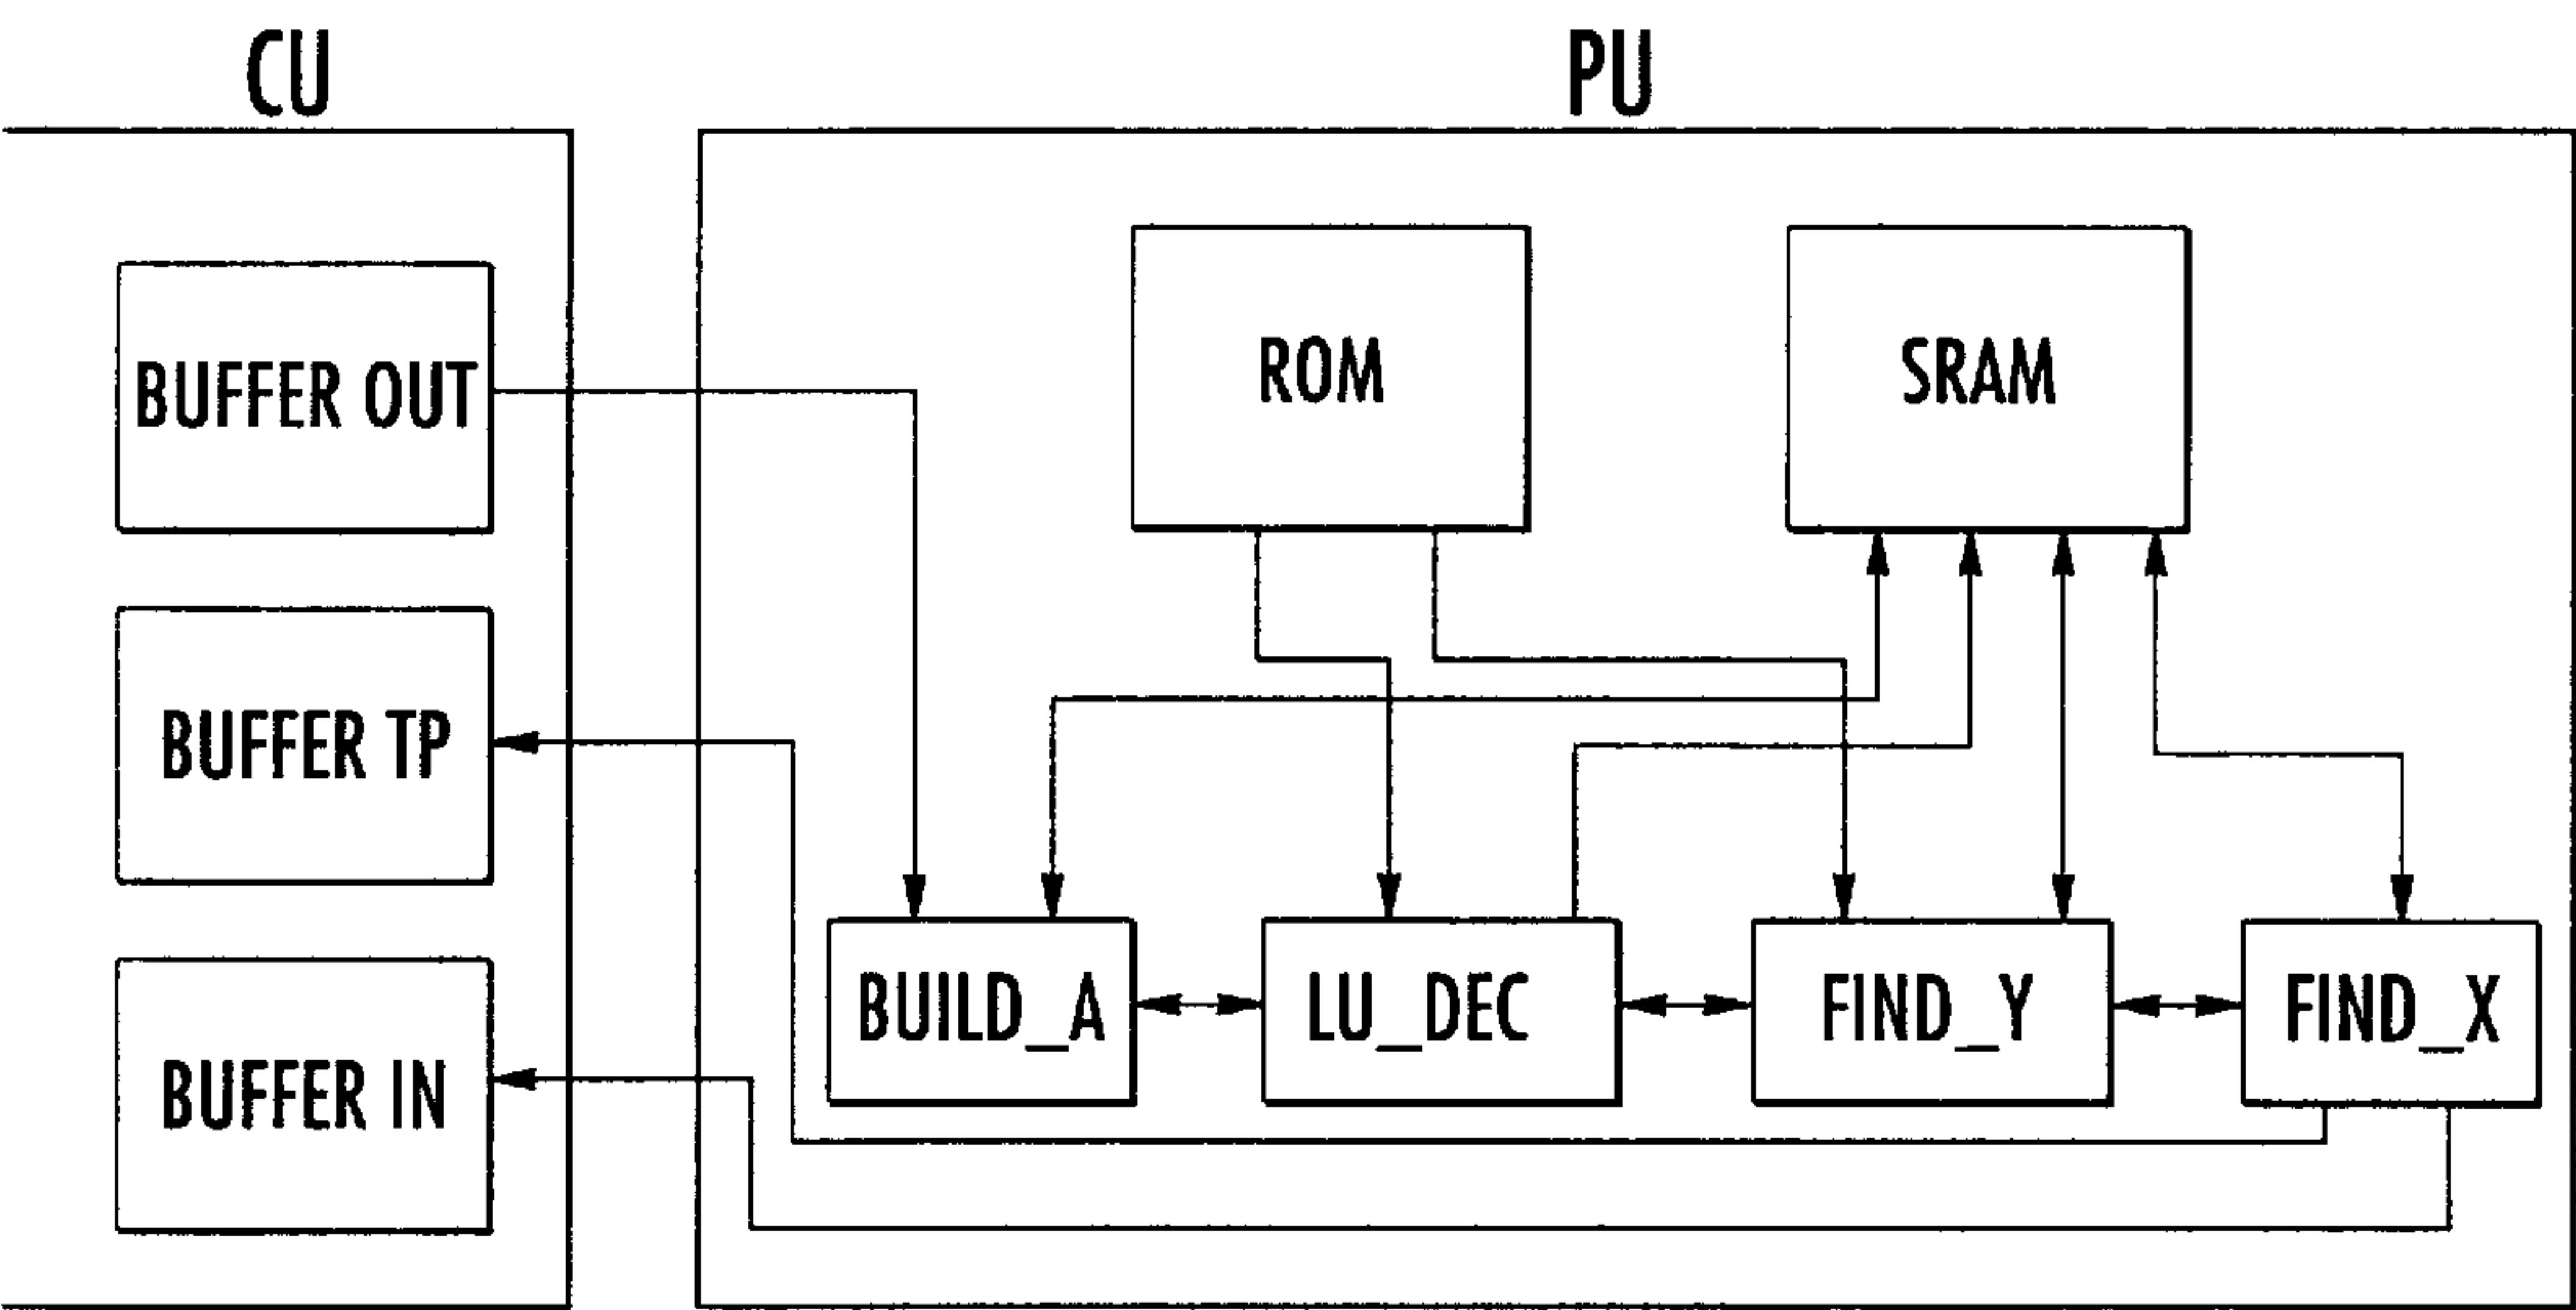 CU
PU
BUFFER OUT
ROM
SRAM
BUFFER TP
BUFFER IN
BUILD_A
LU_DEC
FIND_Y
FIND_X